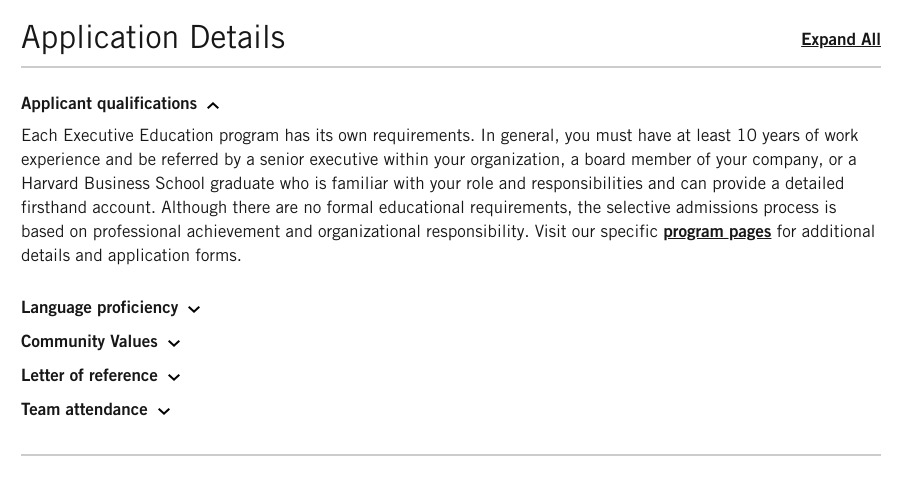 Application Details
Expand All
Applicant qualifications
Each Executive Education program has its own requirements. In general, you must have at least 10 years of work
experience and be referred by a senior executive within your organization, a board member of your company, or a
Harvard Business School graduate who is familiar with your role and responsibilities and can provide a detailed
firsthand account. Although there are no formal educational requirements, the selective admissions process is
based on professional achievement and organizational responsibility. Visit our specific program pages for additional
details and application forms.
Language proficiency
Community Values
Letter of reference
Team attendance